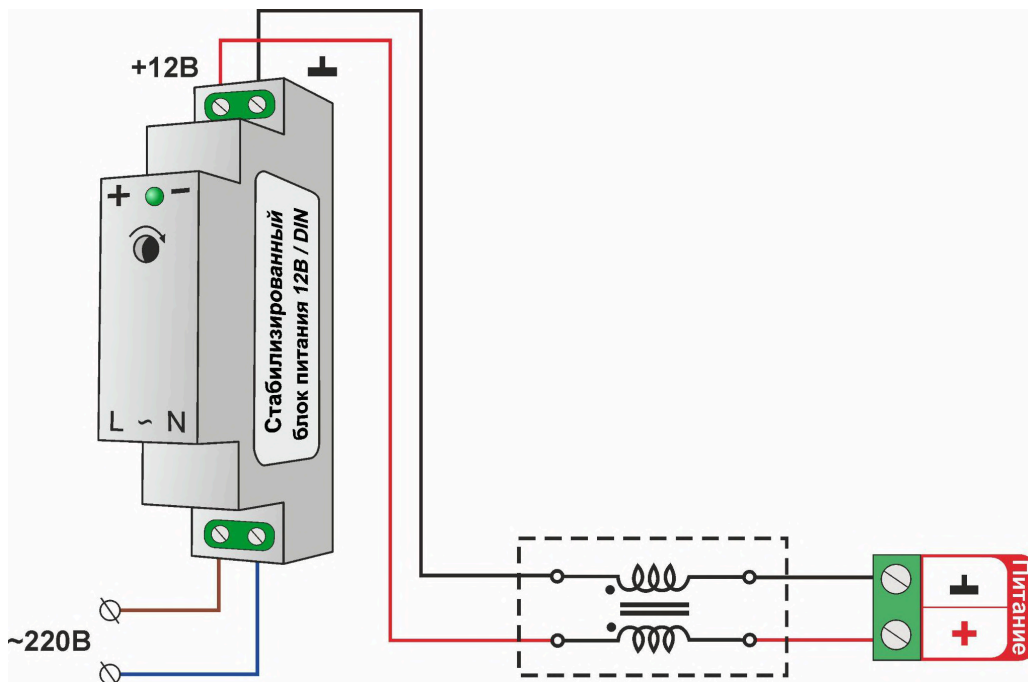 +12В
+ -
Стабилизированный
блок питания 12В / DIN
L ~ N
~220В
Питание
+